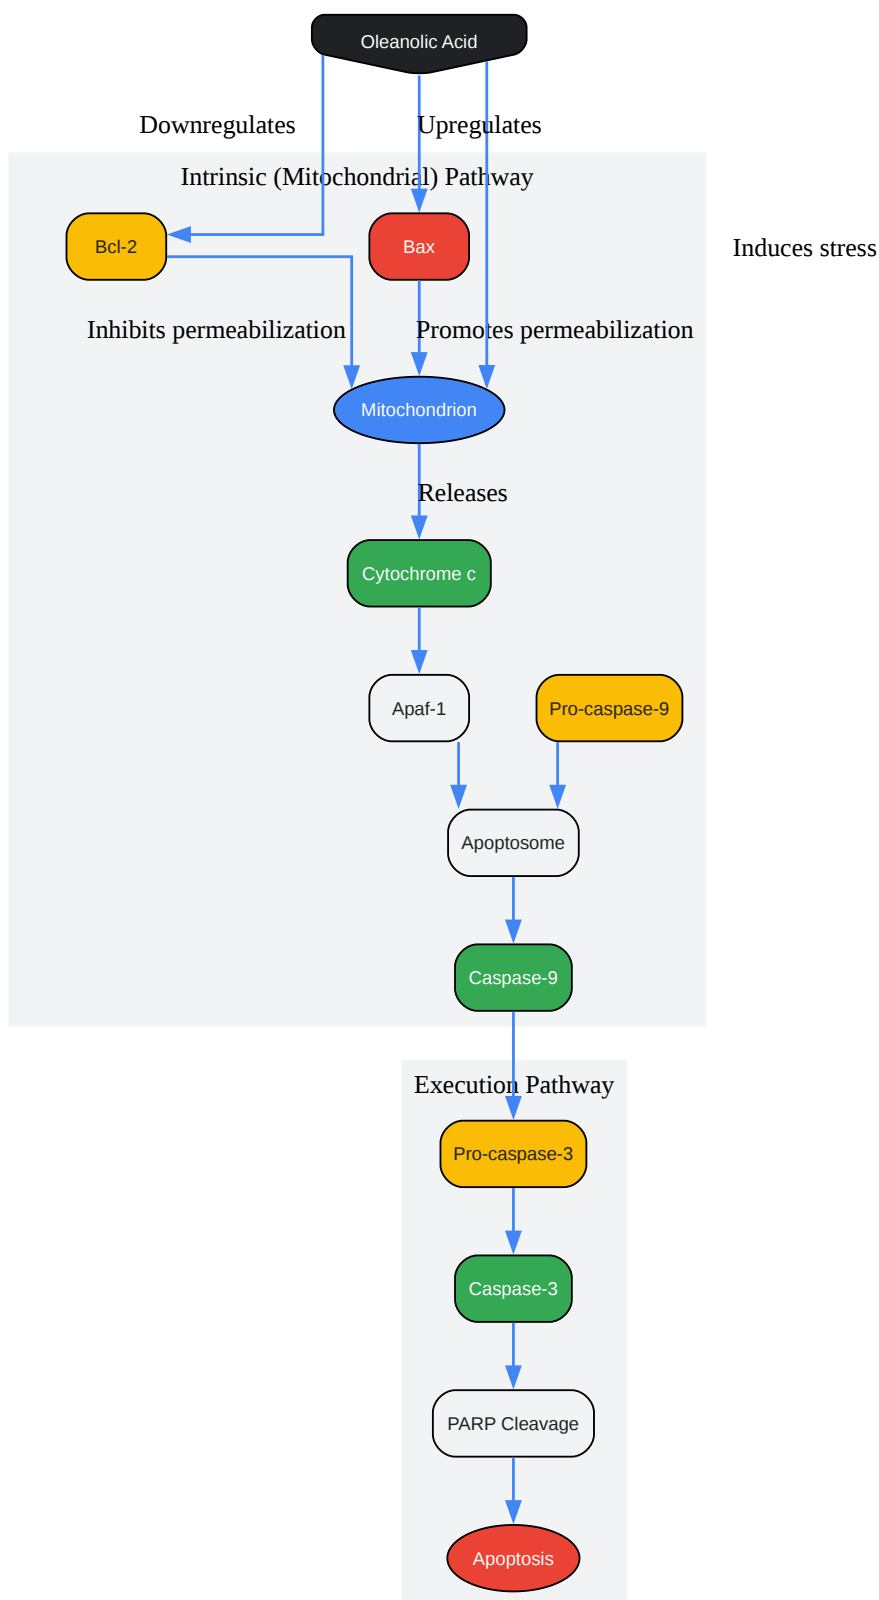 Oleanolic Acid
Downregulates
Upregulates
Intrinsic (Mitochondrial) Pathway
Bcl-2
Bax
Induces stress
Inhibits permeabilization
Promotes permeabilization
Mitochondrion
Releases
Cytochrome c
Apaf-1
Pro-caspase-9
Apoptosome
Caspase-9
Execution Pathway
Pro-caspase-3
Caspase-3
PARP Cleavage
Apoptosis